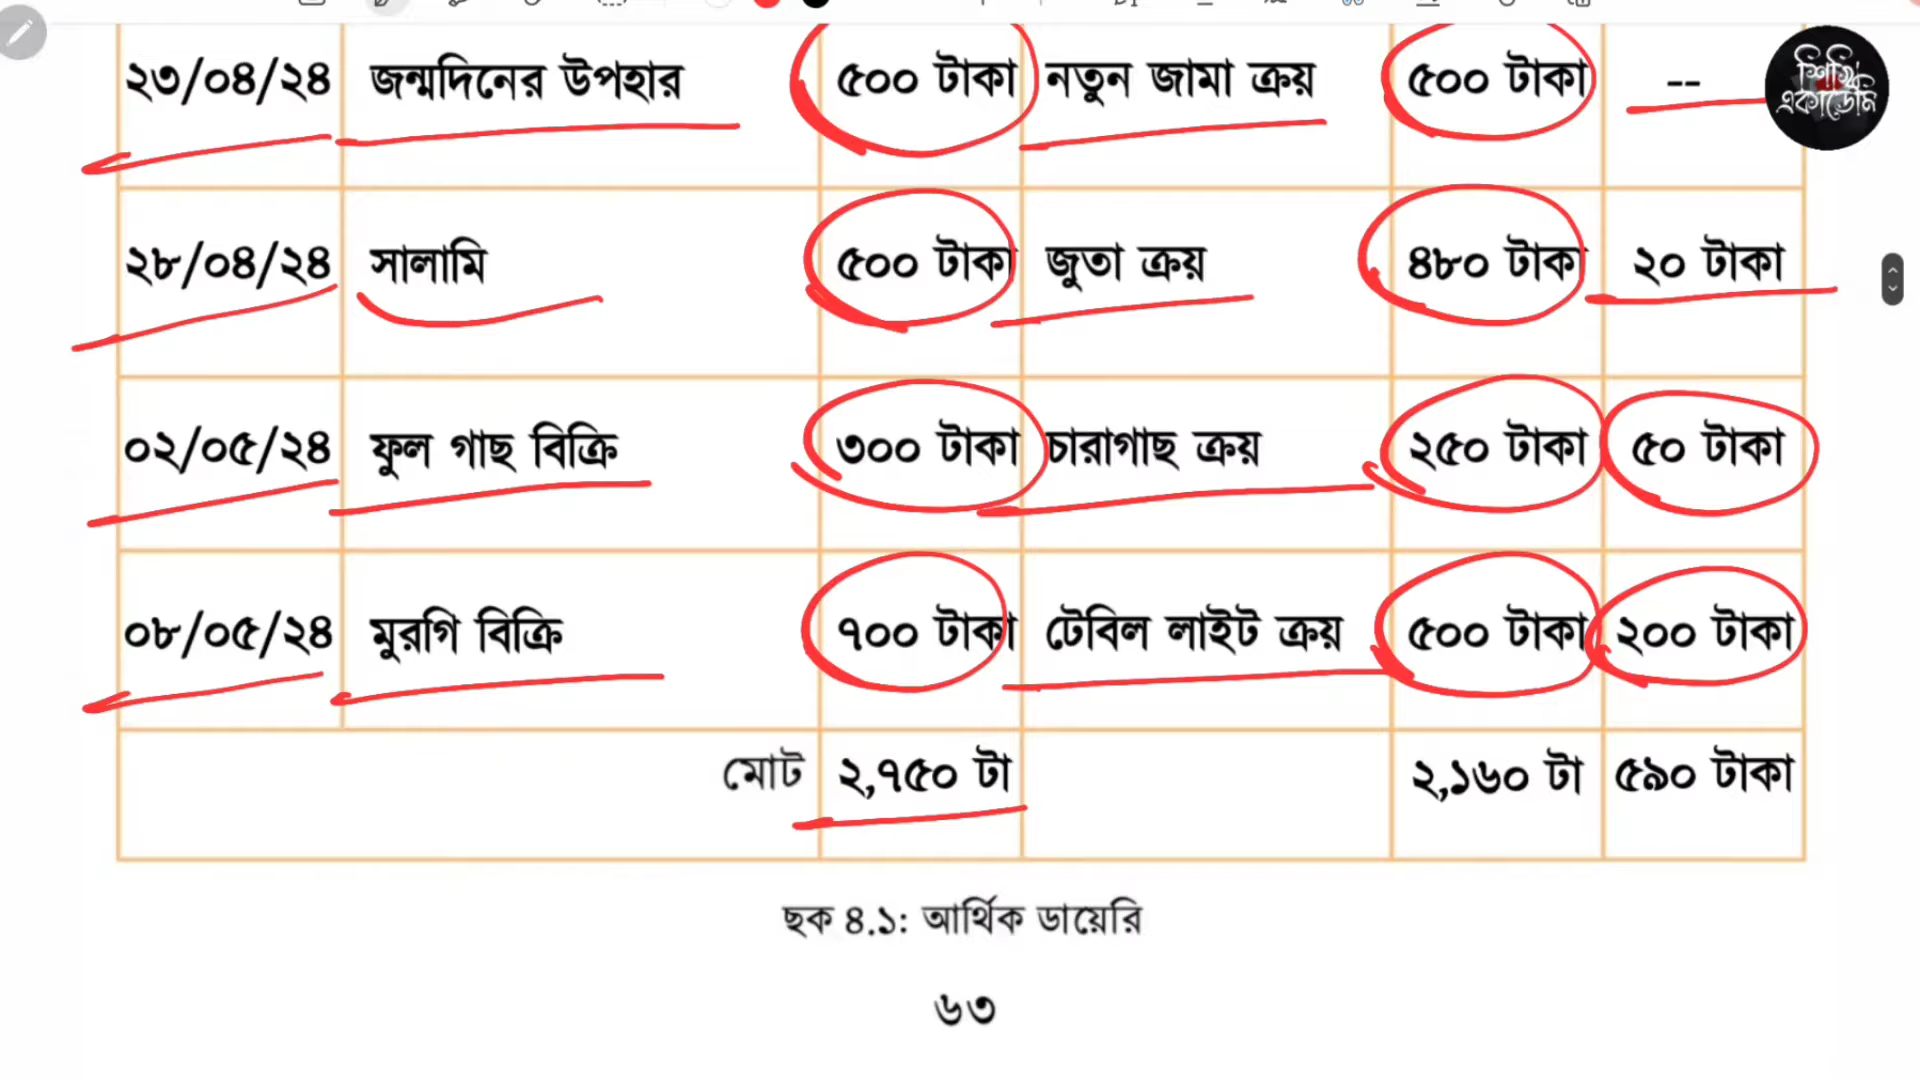 ২৩/০৪/২৪ জন্মদিনের উপহার ৫০০ টাকা নতুন জামা ক্রয় ৫০০ টাকা --
শিখি একাডেমি
২৮/০৪/২৪ সালামি ৫০০ টাকা জুতা ক্রয় ৪৮০ টাকা ২০ টাকা
০২/০৫/২৪ ফুল গাছ বিক্রি ৩০০ টাকা চারাগাছ ক্রয় ২৫০ টাকা ৫০ টাকা
০৮/০৫/২৪ মুরগি বিক্রি ৭০০ টাকা টেবিল লাইট ক্রয় ৫০০ টাকা ২০০ টাকা
মোট ২,৭৫০ টা ২,১৬০ টা ৫৯০ টাকা
ছক ৪.১: আর্থিক ডায়েরি
৬৩